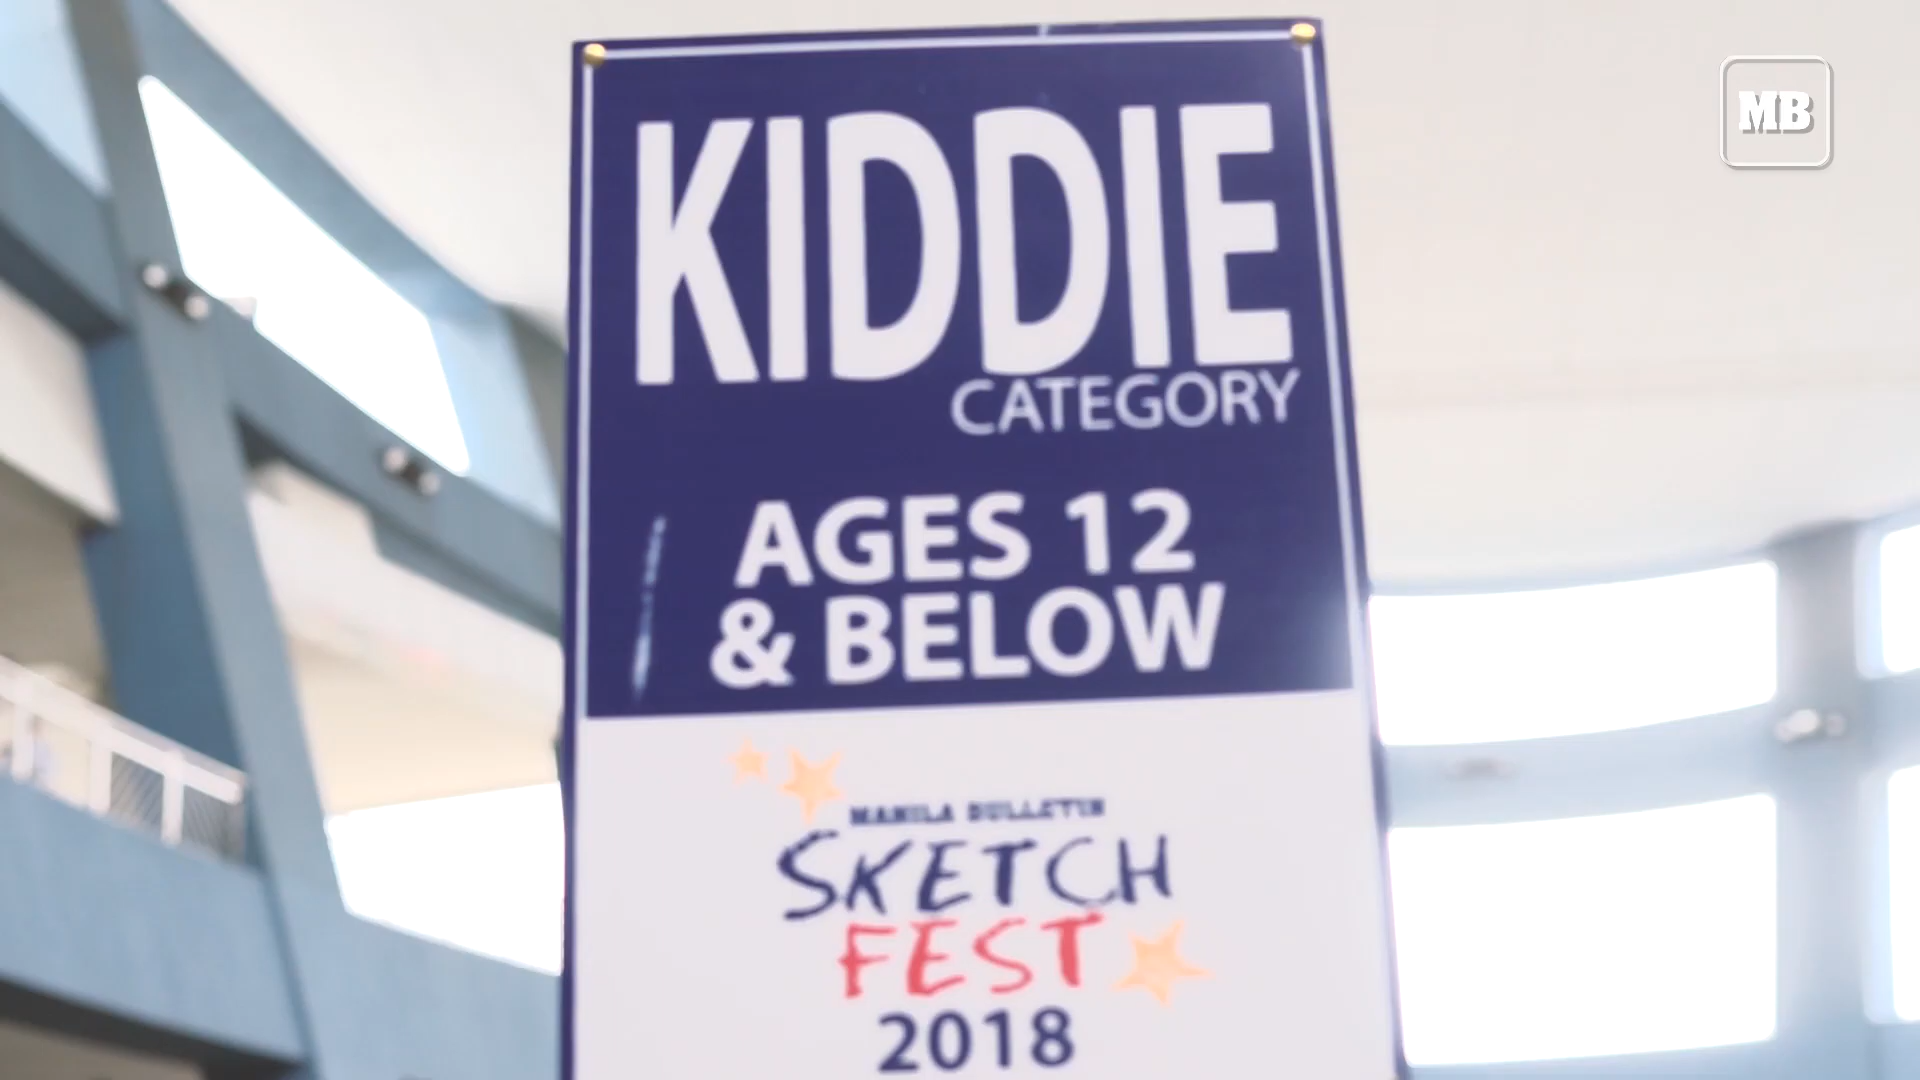 MB
KIDDIE
CATEGORY
AGES 12
& BELOW
MANILA BULLETIN
SKETCH
FEST
2018